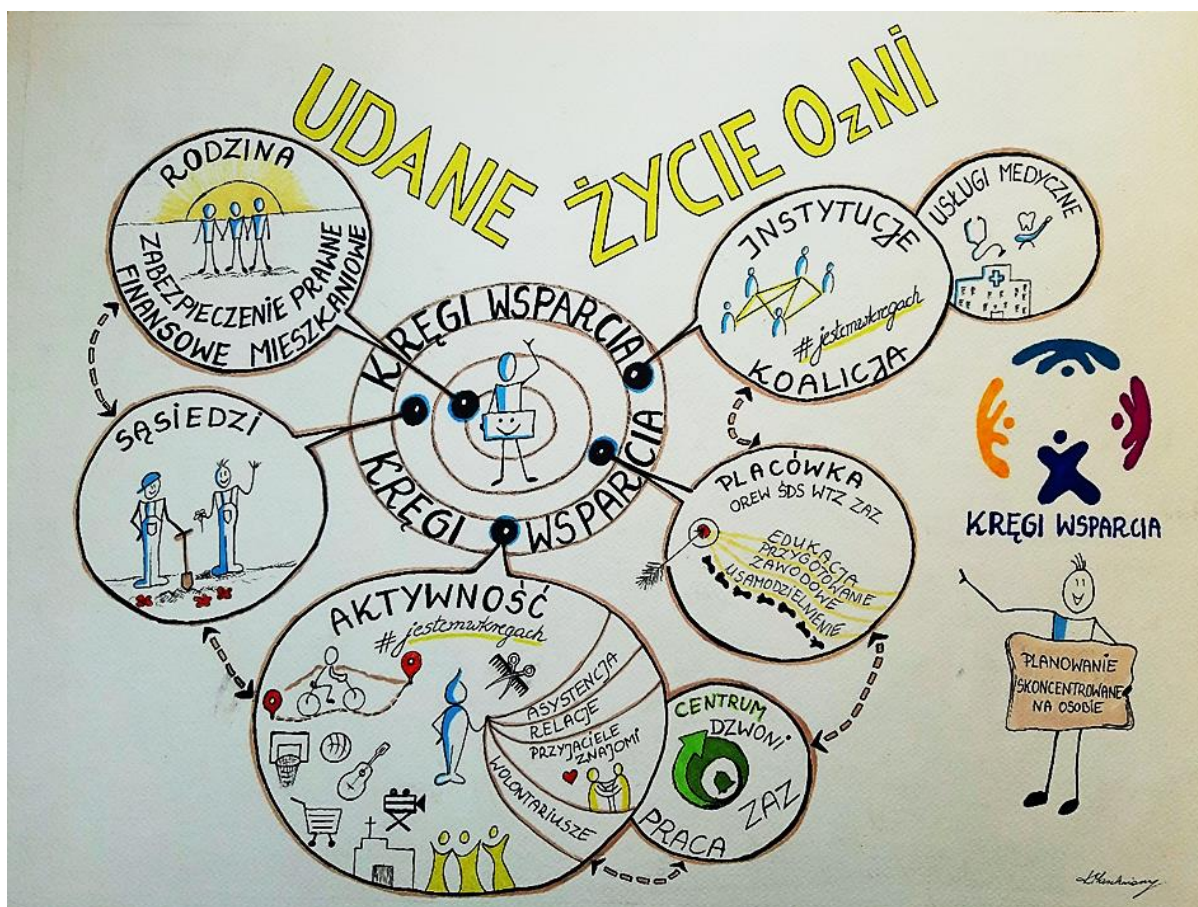 UDANE ŻYCIE OzNI
RODZINA
ZABEZPIECZENIE PRAWNE
FINANSOWE MIESZKANIOWE
SĄSIEDZI
KRĘGI WSPARCIA
KRĘGI WSPARCIA
INSTYTUCJE
#jestemwkregach
KOALICJA
USŁUGI MEDYCZNE
PLACÓWKA
OREW ŚDS WTZ ZAZ
EDUKACJA
PRZYGOTOWANIE
ZAWODOWE
USAMODZIELNIENIE
KRĘGI WSPARCIA
PLANOWANIE
SKONCENTROWANE
NA OSOBIE
AKTYWNOŚĆ
#jestemwkregach
ASYSTENCJA
RELACJE
PRZYJACIELE
ZNAJOMI
WOLONTARIUSZE
CENTRUM
DZWONI
ZAZ
PRACA